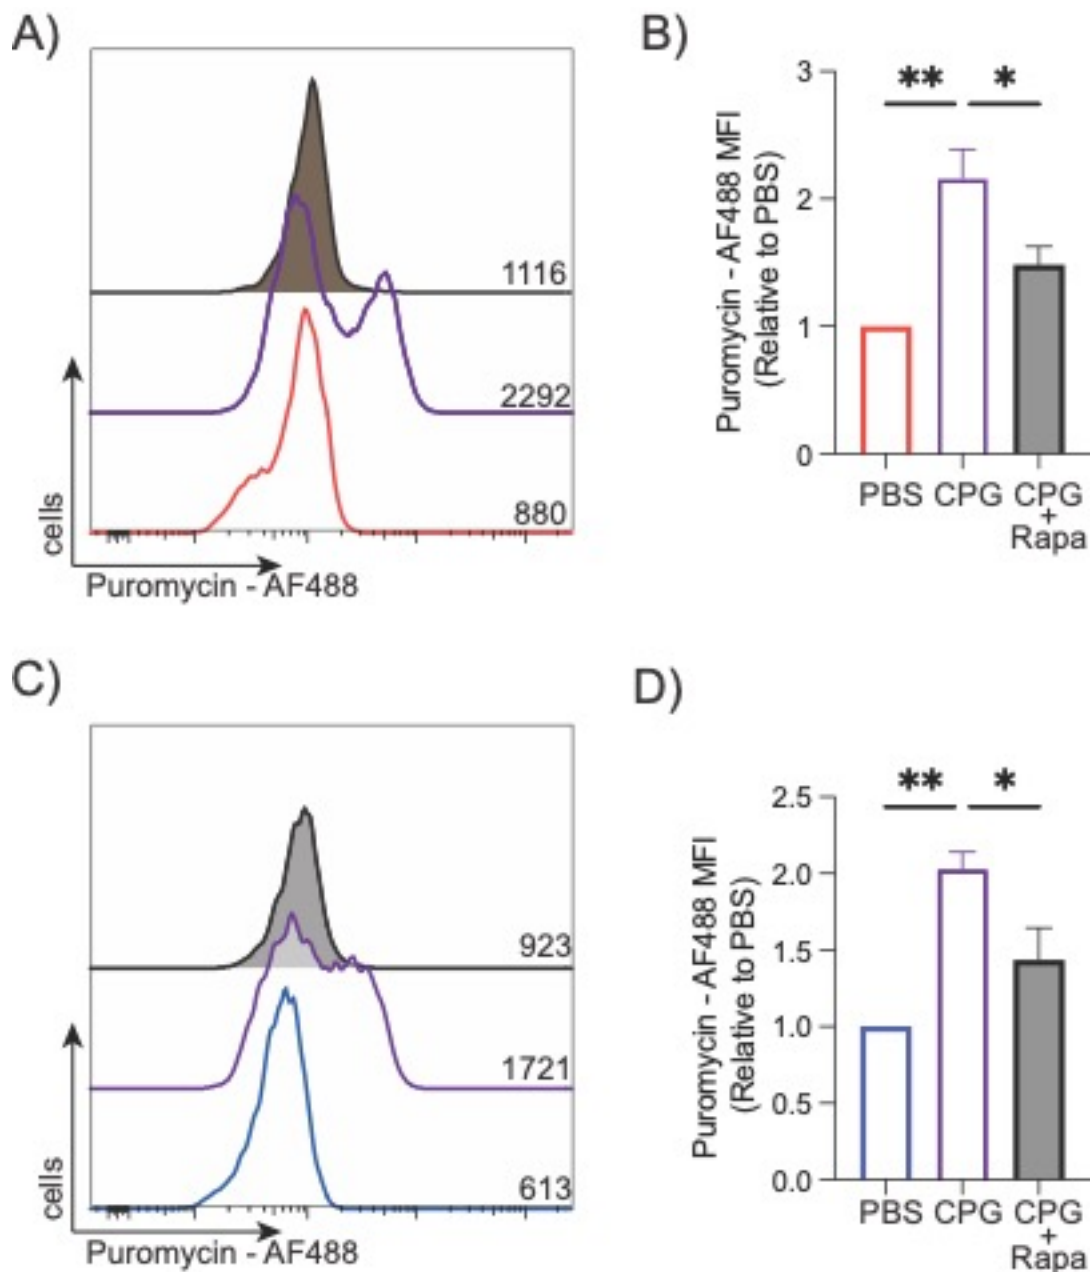 A)
1116
2292
880
cells
Puromycin - AF488
B)
Puromycin - AF488 MFI
(Relative to PBS)
3
2
1
0
** *
PBS CPG CPG
+
Rapa
C)
923
1721
613
cells
Puromycin - AF488
D)
Puromycin - AF488 MFI
(Relative to PBS)
2.5
2.0
1.5
1.0
0.5
0.0
** *
PBS CPG CPG
+
Rapa